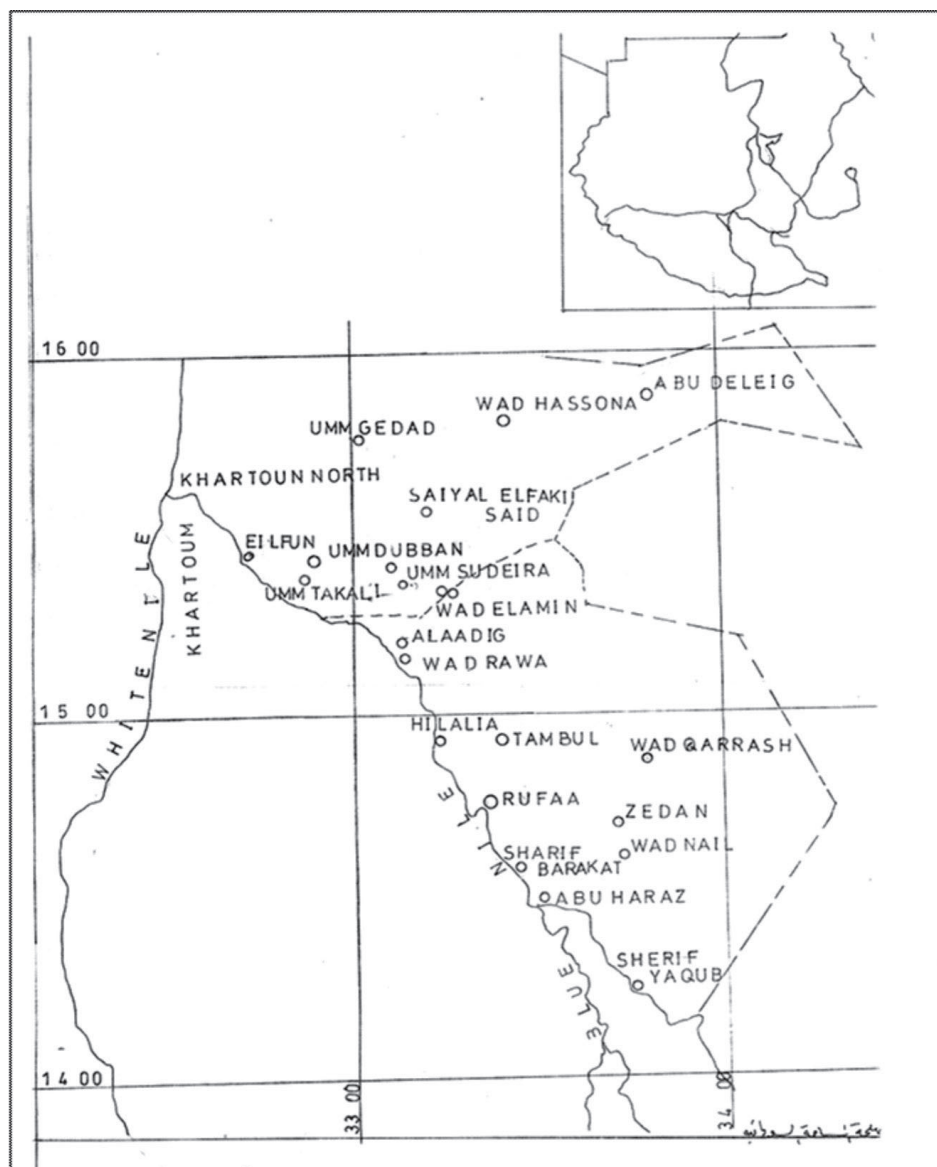 16 00
ABU DELEIG
WAD HASSONA
UMM GEDAD
KHARTOUN NORTH
SAIYAL ELFAKI
SAID
EILFUN
UMM DUBBAN
UMM SUDEIRA
UMM TAKALI
WAD ELAMIN
KHARTOUM
WHITE NILE
ALAADIG
WAD RAWA
15 00
HILALIA
TAMBUL
WAD QARRASH
RUFAA
ZEDAN
WAD NAIL
SHARIF
BARAKAT
ABU HARAZ
SHERIF
YAQUB
BLUE NILE
14 00
33 00
34 00